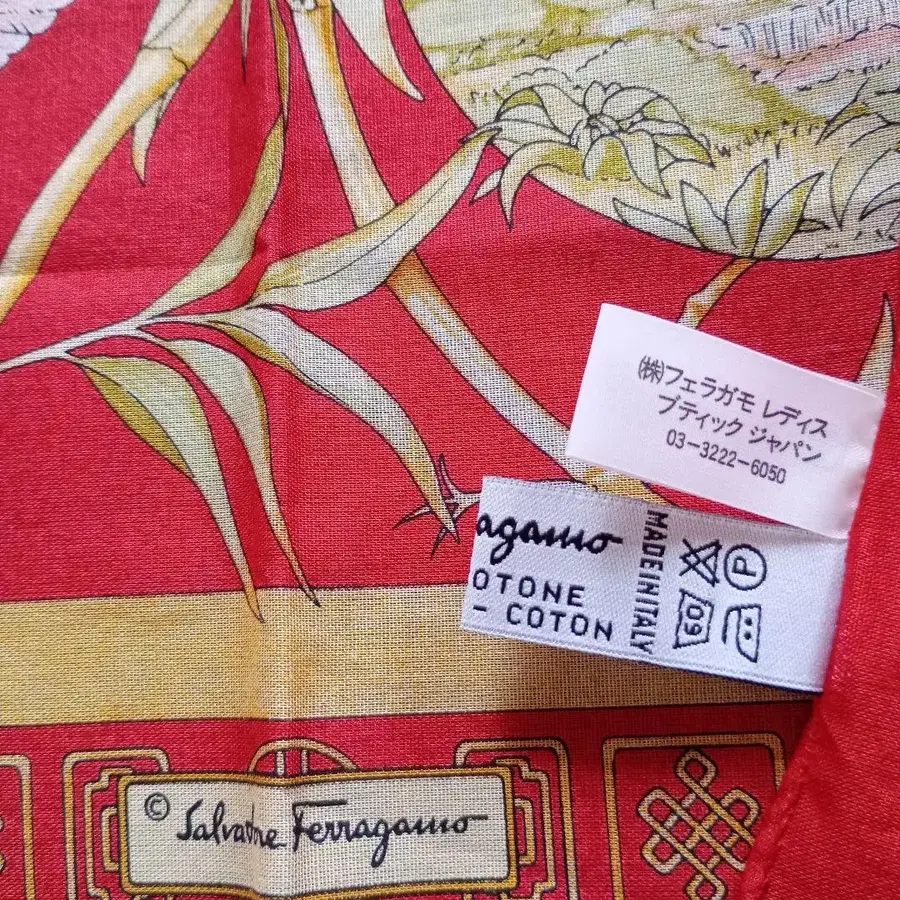 (株)フェラガモ レディス
ブティック ジャパン
03-3222-6050
agamo
OTONE
- COTON
MADE IN ITALY
P
60
© Salvatore Ferragamo